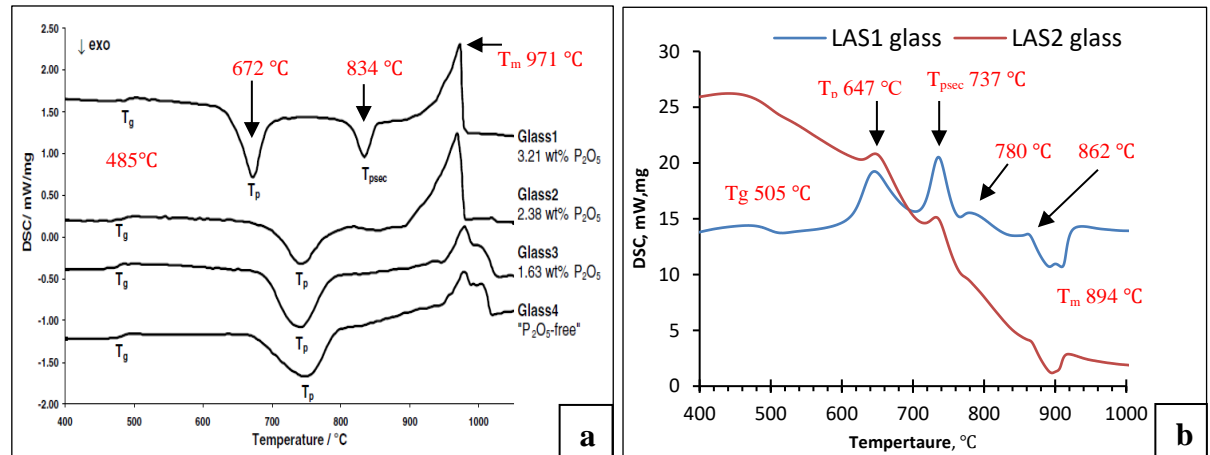 ↓ exo
672 °C
834 °C
Tm 971 °C
Tg
485°C
Tp
Tpsec
Glass1
3.21 wt% P2O5
Glass2
2.38 wt% P2O5
Tg
Tp
Glass3
1.63 wt% P2O5
Tg
Tp
Glass4
"P2O5-free"
Tg
Tp
DSC/ mW/mg
2.50
2.00
1.50
1.00
0.50
0.00
-0.50
-1.00
-1.50
-2.00
400 500 600 700 800 900 1000
Temperature / °C
a
LAS1 glass LAS2 glass
Tp 647 °C
Tpsec 737 °C
780 °C
862 °C
Tg 505 °C
Tm 894 °C
DSC, mW,mg
30
25
20
15
10
5
0
400 500 600 700 800 900 1000
Tempertaure, °C
b